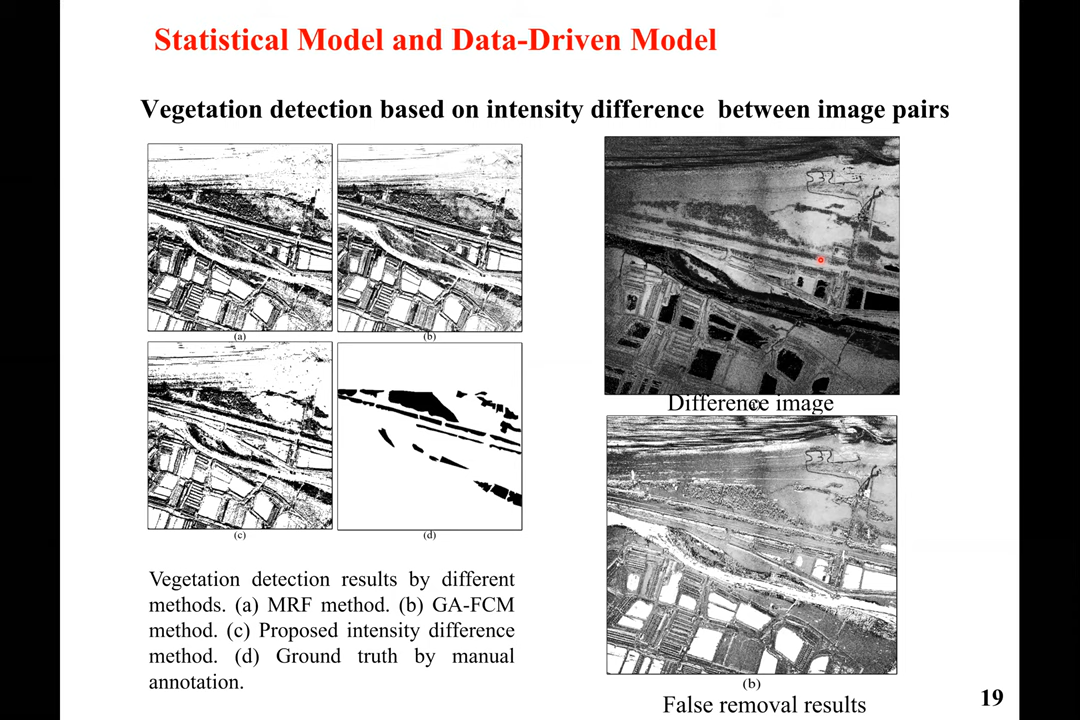 Statistical Model and Data-Driven Model
Vegetation detection based on intensity difference between image pairs
(a)
(b)
(c)
(d)
Vegetation detection results by different
methods. (a) MRF method. (b) GA-FCM
method. (c) Proposed intensity difference
method. (d) Ground truth by manual
annotation.
Difference image
(b)
False removal results
19